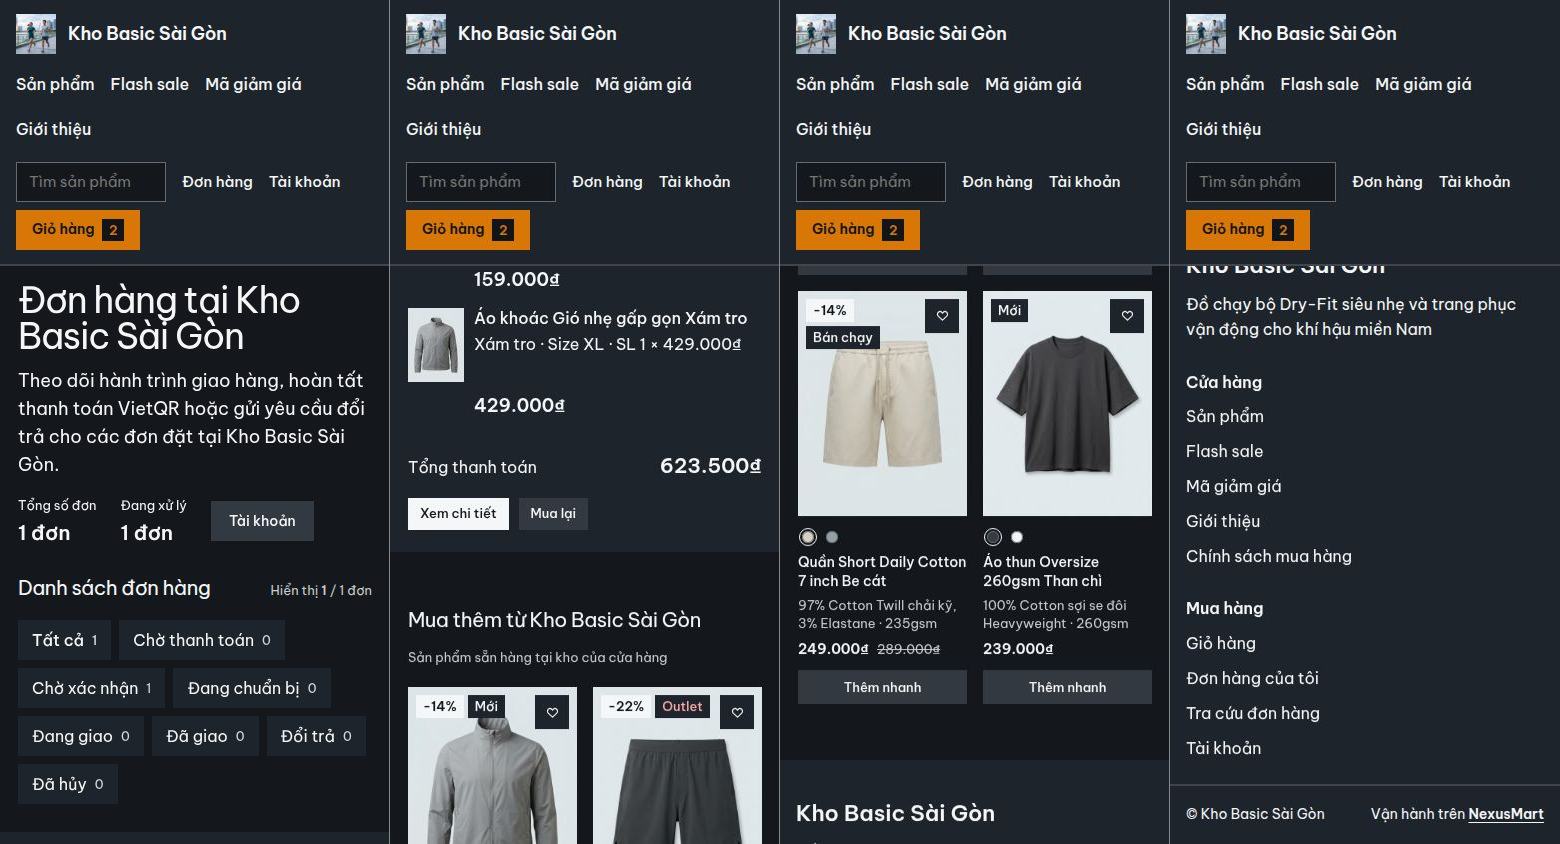 Kho Basic Sài Gòn
Sản phẩm Flash sale Mã giảm giá
Giới thiệu
Tìm sản phẩm Đơn hàng Tài khoản
Giỏ hàng 2
Đơn hàng tại Kho
Basic Sài Gòn
Theo dõi hành trình giao hàng, hoàn tất
thanh toán VietQR hoặc gửi yêu cầu đổi
trả cho các đơn đặt tại Kho Basic Sài
Gòn.
Tổng số đơn Đang xử lý
1 đơn 1 đơn Tài khoản
Danh sách đơn hàng Hiển thị 1 / 1 đơn
Tất cả 1 Chờ thanh toán 0
Chờ xác nhận 1 Đang chuẩn bị 0
Đang giao 0 Đã giao 0 Đổi trả 0
Đã hủy 0
Kho Basic Sài Gòn
Sản phẩm Flash sale Mã giảm giá
Giới thiệu
Tìm sản phẩm Đơn hàng Tài khoản
Giỏ hàng 2
159.000₫
Áo khoác Gió nhẹ gấp gọn Xám tro
Xám tro · Size XL · SL 1 × 429.000₫
429.000₫
Tổng thanh toán 623.500₫
Xem chi tiết Mua lại
Mua thêm từ Kho Basic Sài Gòn
Sản phẩm sẵn hàng tại kho của cửa hàng
-14% Mới -22% Outlet
Kho Basic Sài Gòn
Sản phẩm Flash sale Mã giảm giá
Giới thiệu
Tìm sản phẩm Đơn hàng Tài khoản
Giỏ hàng 2
-14%
Bán chạy
Quần Short Daily Cotton
7 inch Be cát
97% Cotton Twill chải kỹ,
3% Elastane · 235gsm
249.000₫ 289.000₫
Thêm nhanh
Mới
Áo thun Oversize
260gsm Than chì
100% Cotton sợi se đôi
Heavyweight · 260gsm
239.000₫
Thêm nhanh
Kho Basic Sài Gòn
Kho Basic Sài Gòn
Sản phẩm Flash sale Mã giảm giá
Giới thiệu
Tìm sản phẩm Đơn hàng Tài khoản
Giỏ hàng 2
Kho Basic Sài Gòn
Đồ chạy bộ Dry-Fit siêu nhẹ và trang phục
vận động cho khí hậu miền Nam
Cửa hàng
Sản phẩm
Flash sale
Mã giảm giá
Giới thiệu
Chính sách mua hàng
Mua hàng
Giỏ hàng
Đơn hàng của tôi
Tra cứu đơn hàng
Tài khoản
© Kho Basic Sài Gòn Vận hành trên NexusMart